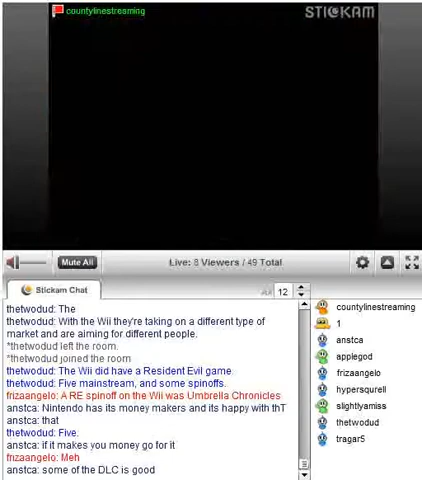 countylinestreaming
STICKAM
Mute All
Live: 8 Viewers / 49 Total
Stickam Chat
12
thetwodud: The
thetwodud: With the Wii they're taking on a different type of
market and are aiming for different people.
*thetwodud left the room.
*thetwodud joined the room
thetwodud: The Wii did have a Resident Evil game.
thetwodud: Five mainstream, and some spinoffs.
frizaangelo: A RE spinoff on the Wii was Umbrella Chronicles
anstca: Nintendo has its money makers and its happy with thT
anstca: that
thetwodud: Five.
anstca: if it makes you money go for it
frizaangelo: Meh
anstca: some of the DLC is good
countylinestreaming
1
anstca
applegod
frizaangelo
hypersqurell
slightlyamiss
thetwodud
tragar5